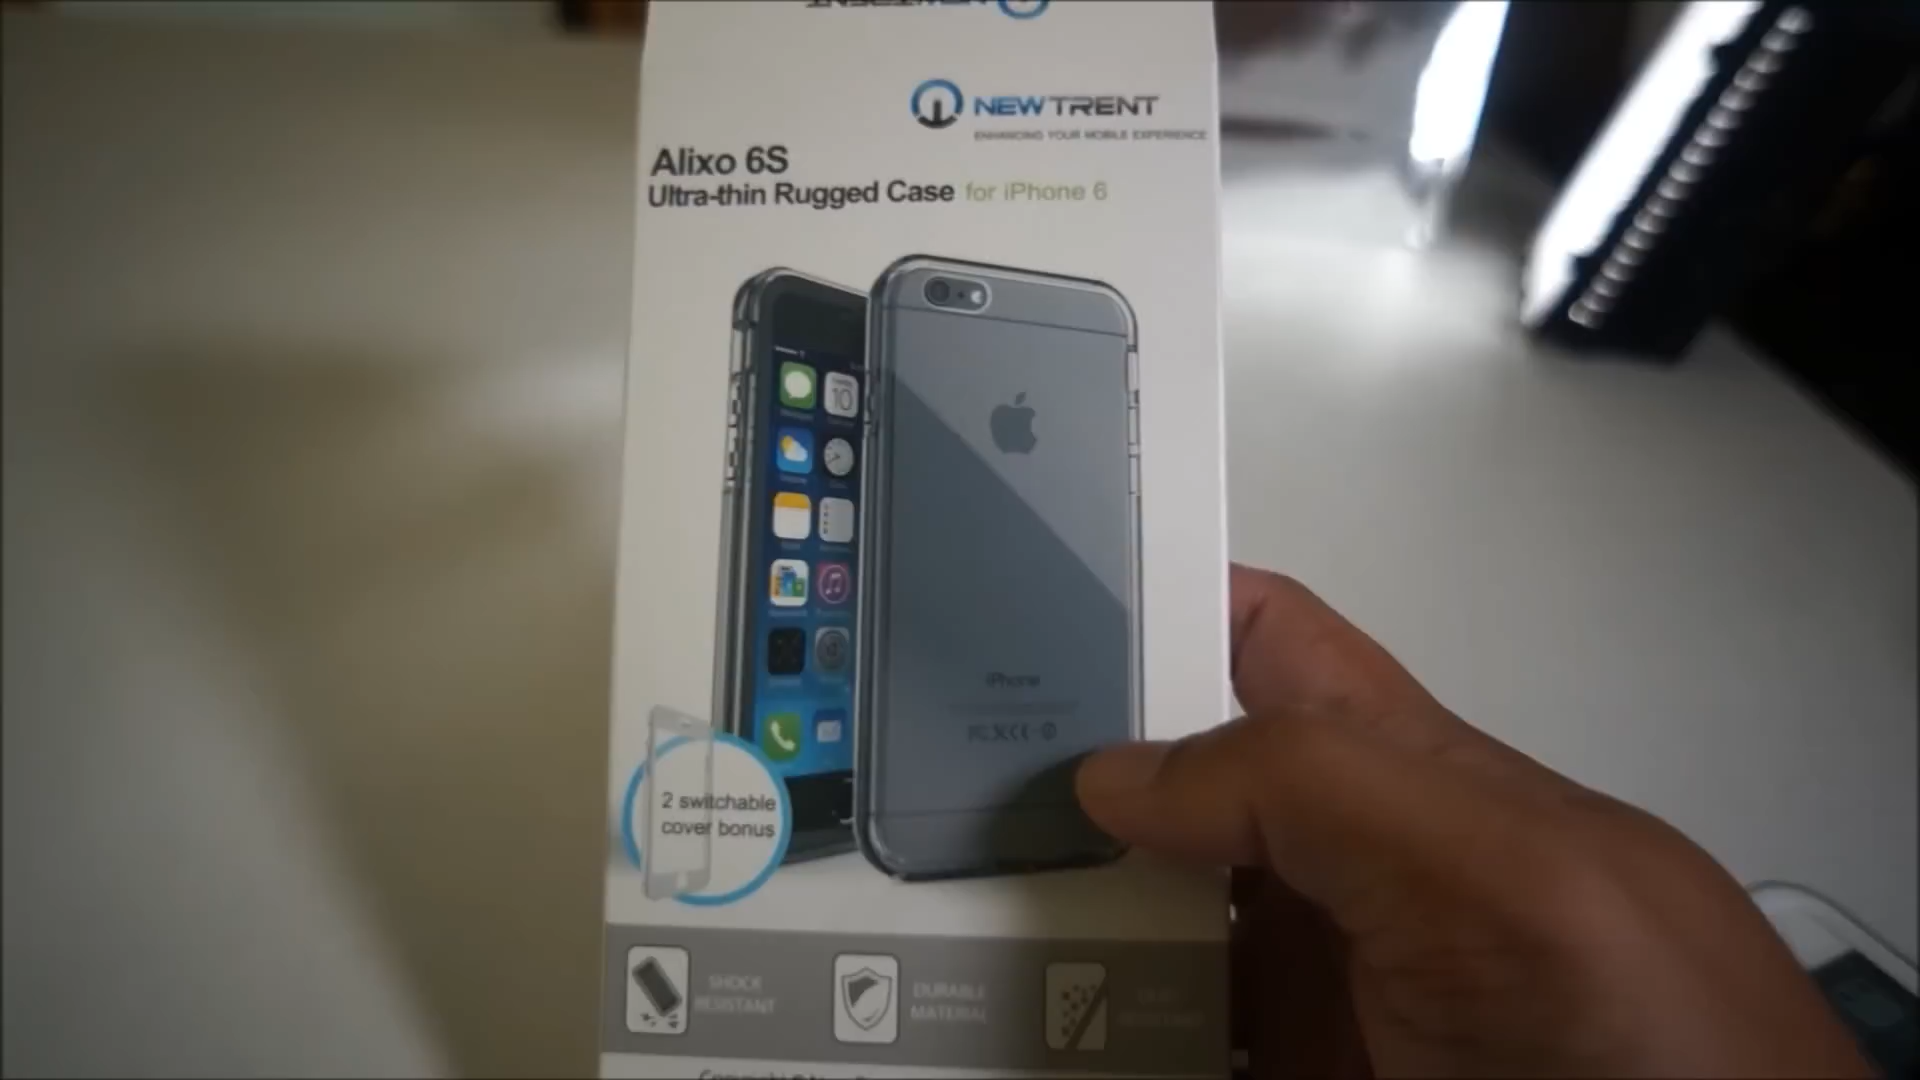 NEWTRENT
ENHANCING YOUR MOBILE EXPERIENCE
Alixo 6S
Ultra-thin Rugged Case for iPhone 6
10
iPhone
2 switchable
cover bonus
SHOCK
RESISTANT
DURABLE
MATERIAL